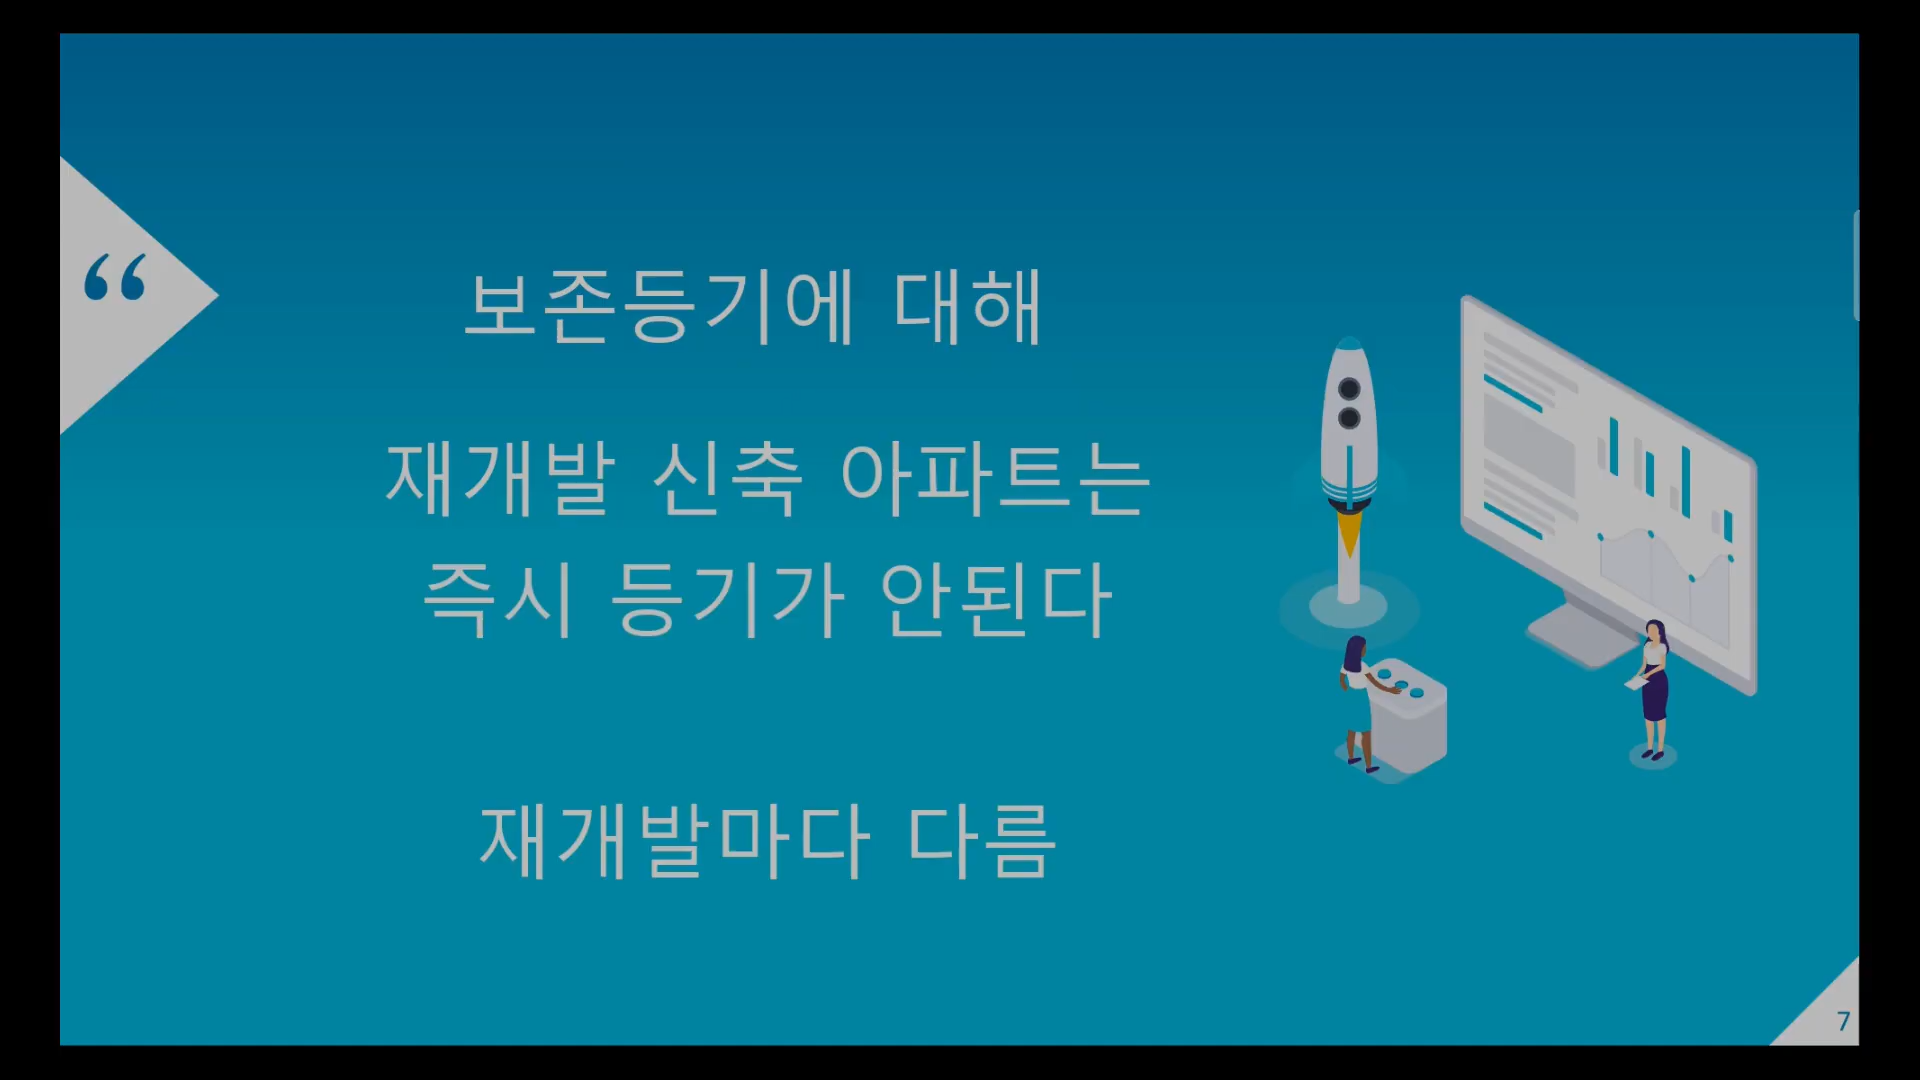 “
보존등기에 대해
재개발 신축 아파트는
즉시 등기가 안된다
재개발마다 다름
7